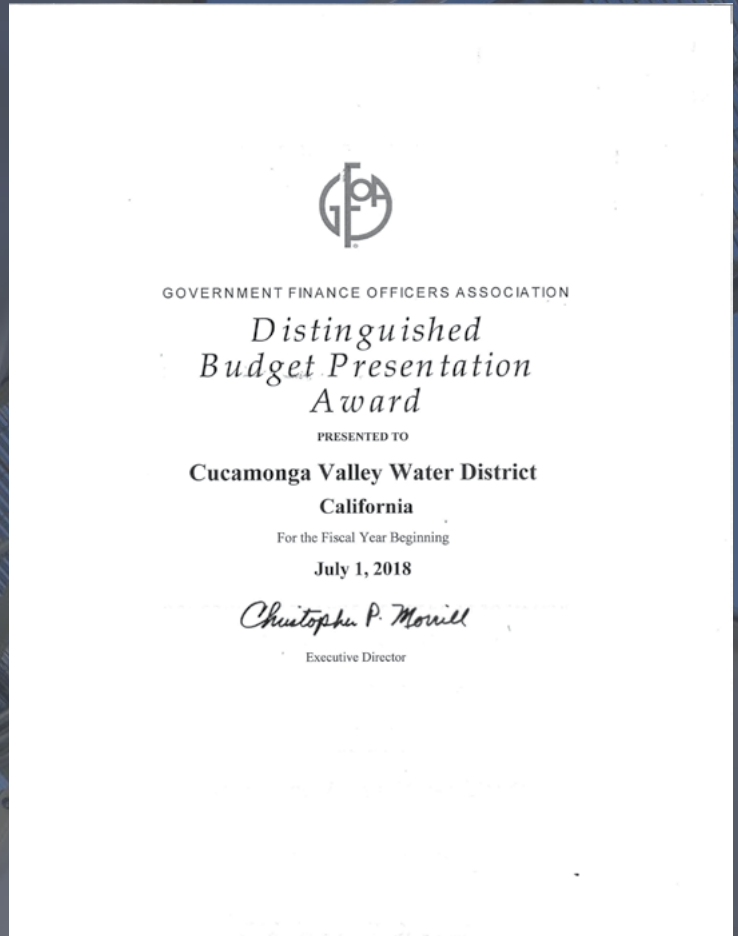 GFOA
GOVERNMENT FINANCE OFFICERS ASSOCIATION
Distinguished
Budget Presentation
Award
PRESENTED TO
Cucamonga Valley Water District
California
For the Fiscal Year Beginning
July 1, 2018
Christopher P. Morrill
Executive Director